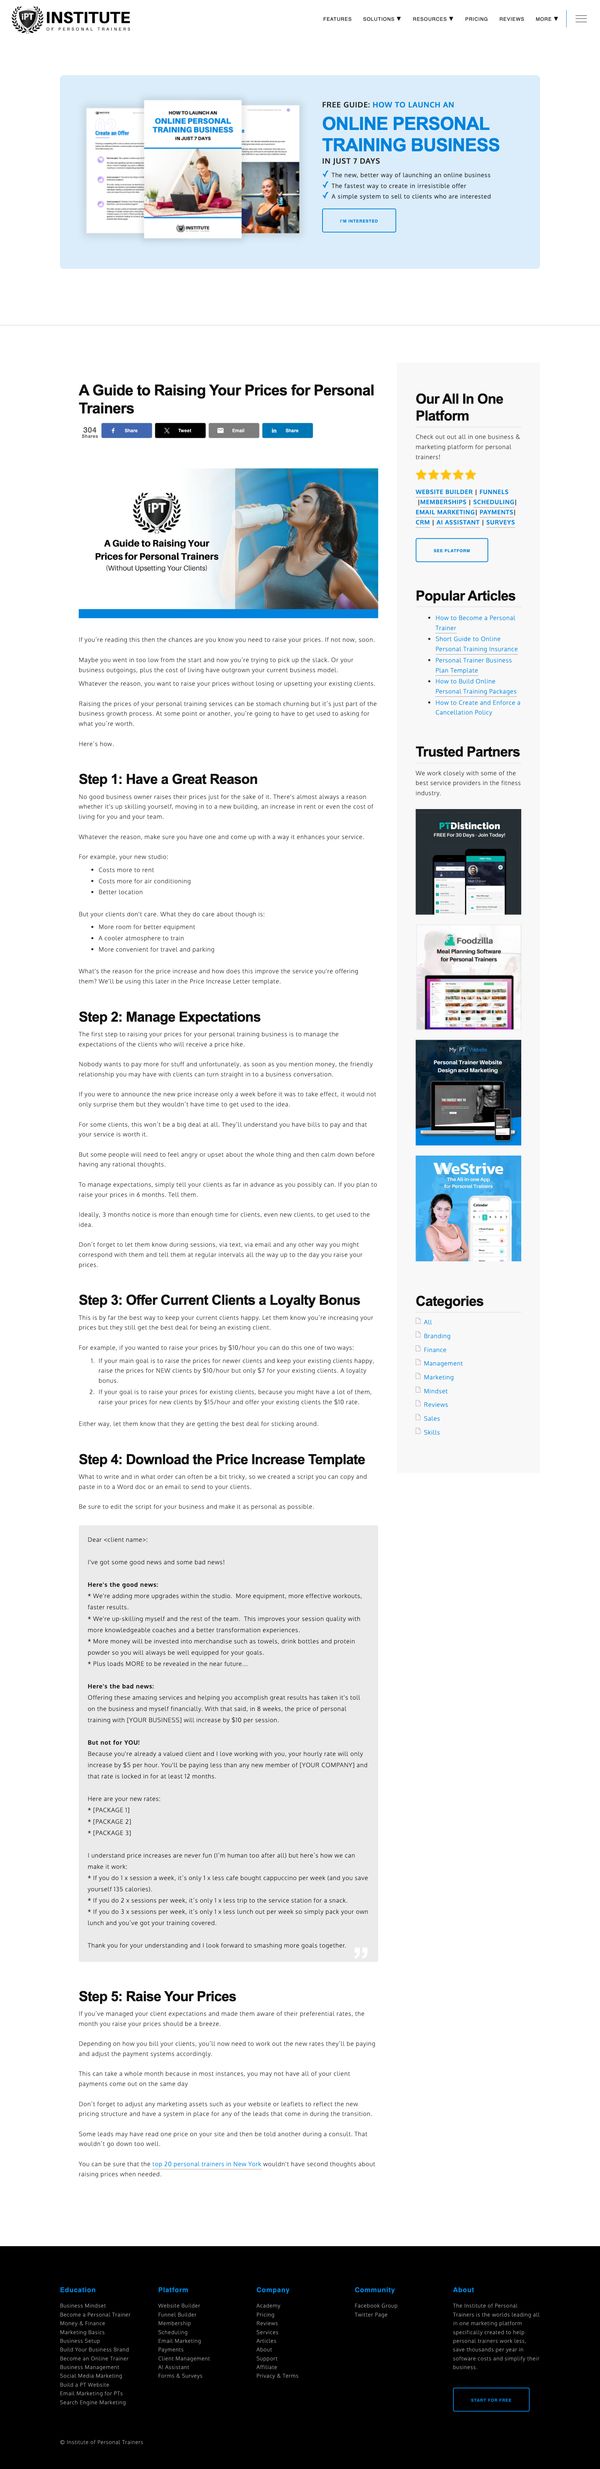 iPT INSTITUTE
OF PERSONAL TRAINERS
FEATURES SOLUTIONS ▼ RESOURCES ▼ PRICING REVIEWS MORE ▼
INSTITUTE
Create an Offer
HOW TO LAUNCH AN
ONLINE PERSONAL
TRAINING BUSINESS
IN JUST 7 DAYS
INSTITUTE
FREE GUIDE: HOW TO LAUNCH AN
ONLINE PERSONAL
TRAINING BUSINESS
IN JUST 7 DAYS
✓ The new, better way of launching an online business
✓ The fastest way to create in irresistible offer
✓ A simple system to sell to clients who are interested
I'M INTERESTED
A Guide to Raising Your Prices for Personal
Trainers
304
Shares
Share
Tweet
Email
Share
iPT
A Guide to Raising Your
Prices for Personal Trainers
(Without Upsetting Your Clients)
If you're reading this then the chances are you know you need to raise your prices. If not now, soon.
Maybe you went in too low from the start and now you're trying to pick up the slack. Or your
business outgoings, plus the cost of living have outgrown your current business model.
Whatever the reason, you want to raise your prices without losing or upsetting your existing clients.
Raising the prices of your personal training services can be stomach churning but it's just part of the
business growth process. At some point or another, you're going to have to get used to asking for
what you're worth.
Here's how.
Step 1: Have a Great Reason
No good business owner raises their prices just for the sake of it. There's almost always a reason
whether it's up skilling yourself, moving in to a new building, an increase in rent or even the cost of
living for you and your team.
Whatever the reason, make sure you have one and come up with a way it enhances your service.
For example, your new studio:
• Costs more to rent
• Costs more for air conditioning
• Better location
But your clients don't care. What they do care about though is:
• More room for better equipment
• A cooler atmosphere to train
• More convenient for travel and parking
What's the reason for the price increase and how does this improve the service you're offering
them? We'll be using this later in the Price Increase Letter template.
Step 2: Manage Expectations
The first step to raising your prices for your personal training business is to manage the
expectations of the clients who will receive a price hike.
Nobody wants to pay more for stuff and unfortunately, as soon as you mention money, the friendly
relationship you may have with clients can turn straight in to a business conversation.
If you were to announce the new price increase only a week before it was to take effect, it would not
only surprise them but they wouldn't have time to get used to the idea.
For some clients, this won't be a big deal at all. They'll understand you have bills to pay and that
your service is worth it.
But some people will need to feel angry or upset about the whole thing and then calm down before
having any rational thoughts.
To manage expectations, simply tell your clients as far in advance as you possibly can. If you plan to
raise your prices in 6 months. Tell them.
Ideally, 3 months notice is more than enough time for clients, even new clients, to get used to the
idea.
Don't forget to let them know during sessions, via text, via email and any other way you might
correspond with them and tell them at regular intervals all the way up to the day you raise your
prices.
Step 3: Offer Current Clients a Loyalty Bonus
This is by far the best way to keep your current clients happy. Let them know you're increasing your
prices but they still get the best deal for being an existing client.
For example, if you wanted to raise your prices by $10/hour you can do this one of two ways:
1. If your main goal is to raise the prices for newer clients and keep your existing clients happy,
raise the prices for NEW clients by $10/hour but only $7 for your existing clients. A loyalty
bonus.
2. If your goal is to raise your prices for existing clients, because you might have a lot of them,
raise your prices for new clients by $15/hour and offer your existing clients the $10 rate.
Either way, let them know that they are getting the best deal for sticking around.
Step 4: Download the Price Increase Template
What to write and in what order can often be a bit tricky, so we created a script you can copy and
paste in to a Word doc or an email to send to your clients.
Be sure to edit the script for your business and make it as personal as possible.
Dear <client name>:
I've got some good news and some bad news!
Here's the good news:
* We're adding more upgrades within the studio. More equipment, more effective workouts,
faster results.
* We're up-skilling myself and the rest of the team. This improves your session quality with
more knowledgeable coaches and a better transformation experiences.
* More money will be invested into merchandise such as towels, drink bottles and protein
powder so you will always be well equipped for your goals.
* Plus loads MORE to be revealed in the near future...
Here's the bad news:
Offering these amazing services and helping you accomplish great results has taken it's toll
on the business and myself financially. With that said, in 8 weeks, the price of personal
training with [YOUR BUSINESS] will increase by $10 per session.
But not for YOU!
Because you're already a valued client and I love working with you, your hourly rate will only
increase by $5 per hour. You'll be paying less than any new member of [YOUR COMPANY] and
that rate is locked in for at least 12 months.
Here are your new rates:
* [PACKAGE 1]
* [PACKAGE 2]
* [PACKAGE 3]
I understand price increases are never fun (I'm human too after all) but here's how we can
make it work:
* If you do 1 x session a week, it's only 1 x less cafe bought cappuccino per week (and you save
yourself 135 calories).
* If you do 2 x sessions per week, it's only 1 x less trip to the service station for a snack.
* If you do 3 x sessions per week, it's only 1 x less lunch out per week so simply pack your own
lunch and you've got your training covered.
Thank you for your understanding and I look forward to smashing more goals together.
Step 5: Raise Your Prices
If you've managed your client expectations and made them aware of their preferential rates, the
month you raise your prices should be a breeze.
Depending on how you bill your clients, you'll now need to work out the new rates they'll be paying
and adjust the payment systems accordingly.
This can take a whole month because in most instances, you may not have all of your client
payments come out on the same day
Don't forget to adjust any marketing assets such as your website or leaflets to reflect the new
pricing structure and have a system in place for any of the leads that come in during the transition.
Some leads may have read one price on your site and then be told another during a consult. That
wouldn't go down too well.
You can be sure that the top 20 personal trainers in New York wouldn't have second thoughts about
raising prices when needed.
Our All In One
Platform
Check out out all in one business &
marketing platform for personal
trainers!
WEBSITE BUILDER | FUNNELS
|MEMBERSHIPS | SCHEDULING|
EMAIL MARKETING| PAYMENTS|
CRM | AI ASSISTANT | SURVEYS
SEE PLATFORM
Popular Articles
• How to Become a Personal
Trainer
• Short Guide to Online
Personal Training Insurance
• Personal Trainer Business
Plan Template
• How to Build Online
Personal Training Packages
• How to Create and Enforce a
Cancellation Policy
Trusted Partners
We work closely with some of the
best service providers in the fitness
industry.
PTDistinction
FREE For 30 Days - Join Today!
Foodzilla
Meal Planning Software
for Personal Trainers
My PT Website
Personal Trainer Website
Design and Marketing
WeStrive
The All-in-one App
for Personal Trainers
Calendar
Categories
All
Branding
Finance
Management
Marketing
Mindset
Reviews
Sales
Skills
Education
Business Mindset
Become a Personal Trainer
Money & Finance
Marketing Basics
Business Setup
Build Your Business Brand
Become an Online Trainer
Business Management
Social Media Marketing
Build a PT Website
Email Marketing for PTs
Search Engine Marketing
Platform
Website Builder
Funnel Builder
Membership
Scheduling
Email Marketing
Payments
Client Management
AI Assistant
Forms & Surveys
Company
Academy
Pricing
Reviews
Services
Articles
About
Support
Affiliate
Privacy & Terms
Community
Facebook Group
Twitter Page
About
The Institute of Personal
Trainers is the worlds leading all
in one marketing platform
specifically created to help
personal trainers work less,
save thousands per year in
software costs and simplify their
business.
START FOR FREE
© Institute of Personal Trainers